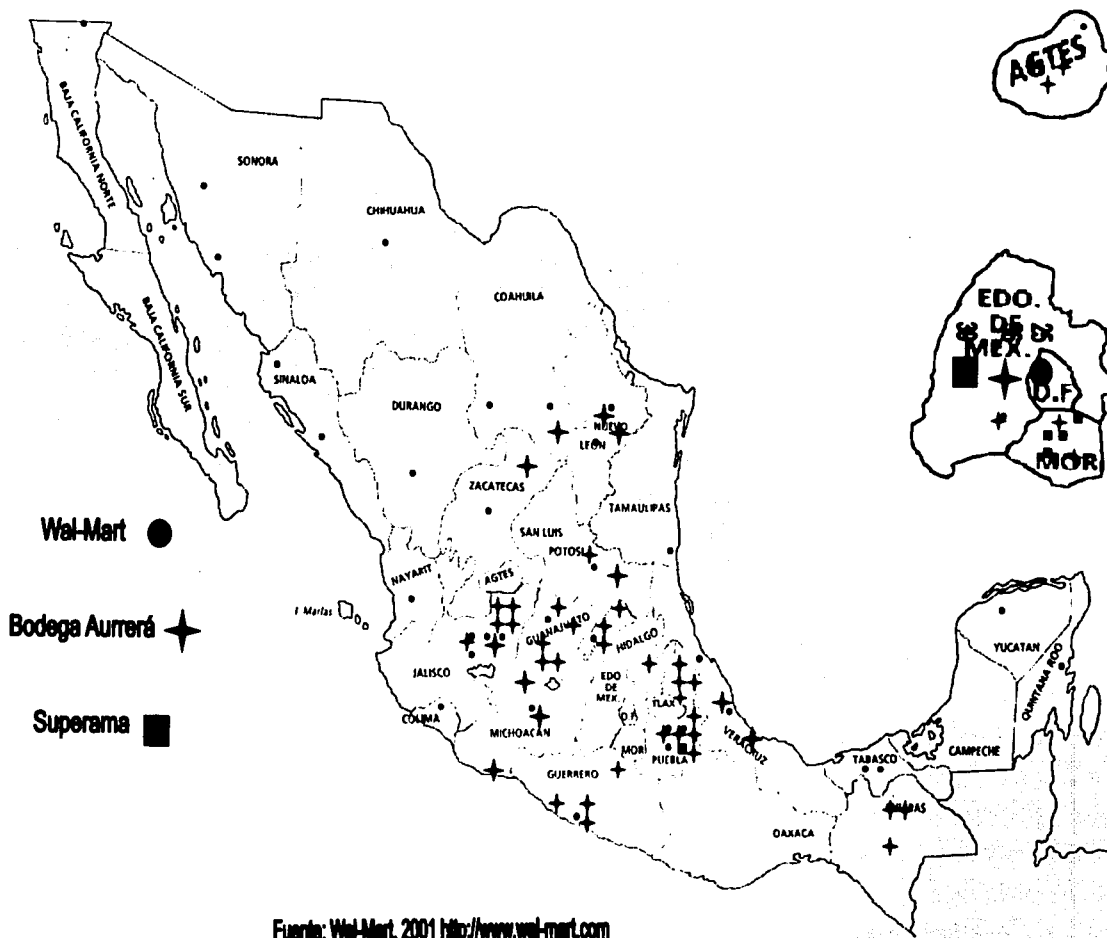 AGTES
BAJA CALIFORNIA NORTE
SONORA
CHIHUAHUA
COAHUILA
BAJA CALIFORNIA SUR
SINALOA
DURANGO
NUEVO
LEON
ZACATECAS
TAMAULIPAS
SAN LUIS
POTOSI
NAYARIT
AGTES
I. Marías
GUANAJUATO
HIDALGO
JALISCO
EDO
DE
MEX.
TLAX
COLIMA
D.F.
MICHOACAN
VERACRUZ
MOR
PUEBLA
GUERRERO
OAXACA
TABASCO
CAMPECHE
YUCATAN
QUINTANA ROO
EDO.
DE
MEX.
D.F
MOR
Wal-Mart
Bodega Aurrerá
Superama
Fuente: Wal-Mart, 2001 http://www.wal-mart.com